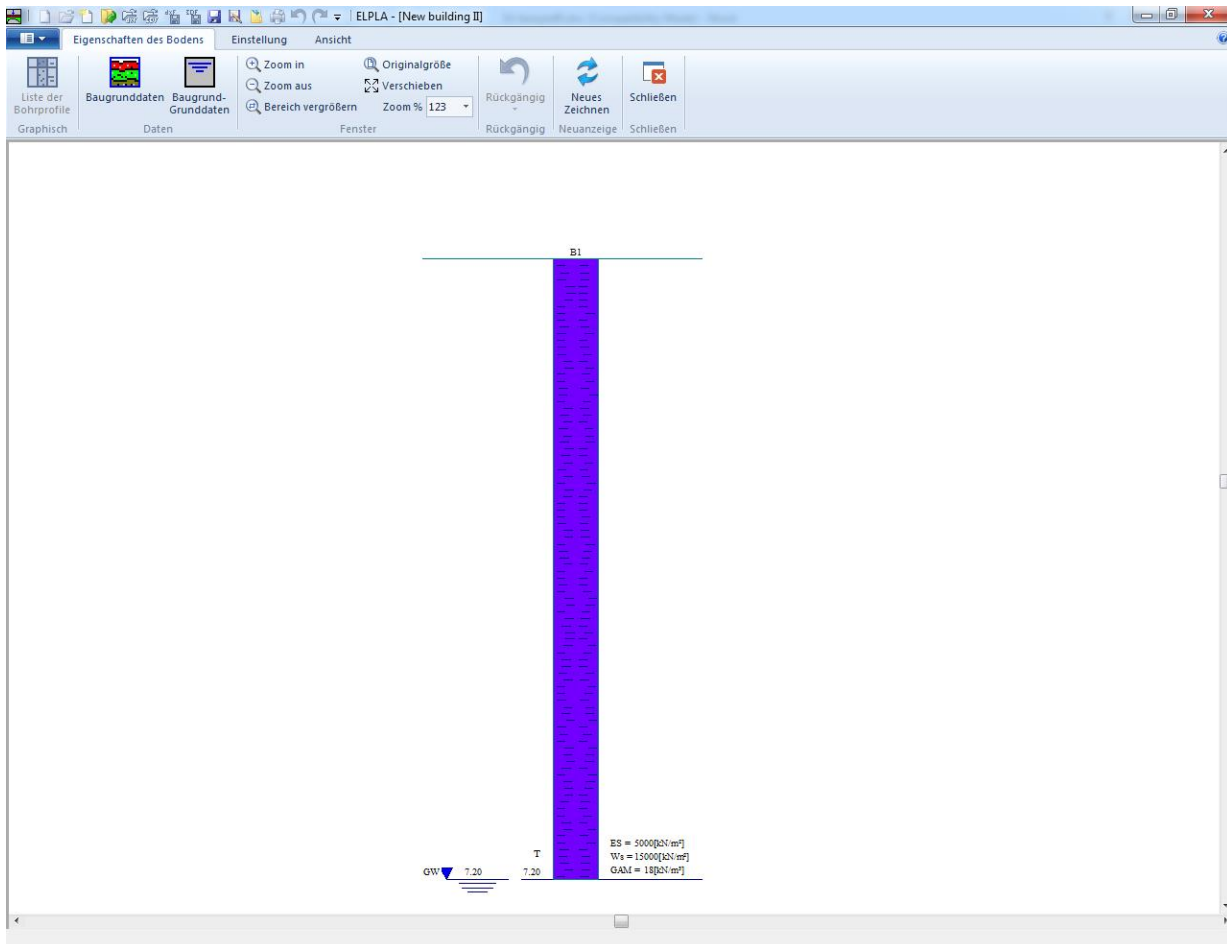 ELPLA - [New building II]
Eigenschaften des Bodens Einstellung Ansicht
Liste der Bohrprofile
Baugrunddaten
Baugrund-Grunddaten
Zoom in
Zoom aus
Bereich vergrößern
Originalgröße
Verschieben
Zoom % 123
Rückgängig
Neues Zeichnen
Schließen
Graphisch Daten Fenster Rückgängig Neuanzeige Schließen
B1
T
ES = 5000[kN/m²]
Ws = 15000[kN/m²]
GW 7.20 7.20
GAM = 18[kN/m³]